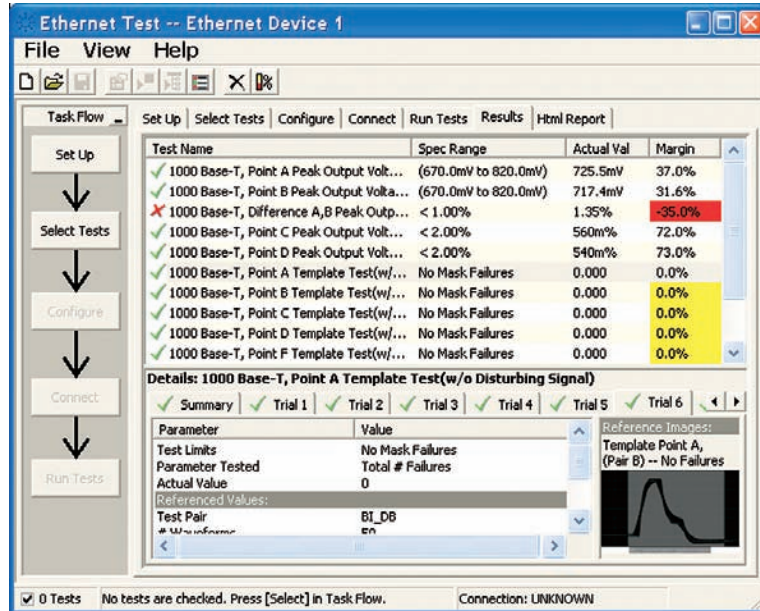 Ethernet Test -- Ethernet Device 1
File View Help
Task Flow
Set Up
Select Tests
Configure
Connect
Run Tests
Set Up Select Tests Configure Connect Run Tests Results Html Report
Test Name Spec Range Actual Val Margin
1000 Base-T, Point A Peak Output Volt... (670.0mV to 820.0mV) 725.5mV 37.0%
1000 Base-T, Point B Peak Output Volta... (670.0mV to 820.0mV) 717.4mV 31.6%
1000 Base-T, Difference A,B Peak Outp... < 1.00% 1.35% -35.0%
1000 Base-T, Point C Peak Output Volt... < 2.00% 560m% 72.0%
1000 Base-T, Point D Peak Output Volt... < 2.00% 540m% 73.0%
1000 Base-T, Point A Template Test(w/... No Mask Failures 0.000 0.0%
1000 Base-T, Point B Template Test(w/... No Mask Failures 0.000 0.0%
1000 Base-T, Point C Template Test(w/... No Mask Failures 0.000 0.0%
1000 Base-T, Point D Template Test(w/... No Mask Failures 0.000 0.0%
1000 Base-T, Point F Template Test(w/... No Mask Failures 0.000 0.0%
Details: 1000 Base-T, Point A Template Test(w/o Disturbing Signal)
Summary Trial 1 Trial 2 Trial 3 Trial 4 Trial 5 Trial 6
Parameter Value
Test Limits No Mask Failures
Parameter Tested Total # Failures
Actual Value 0
Referenced Values:
Test Pair BI_DB
Reference Images:
Template Point A,
(Pair B) -- No Failures
0 Tests No tests are checked. Press [Select] in Task Flow. Connection: UNKNOWN